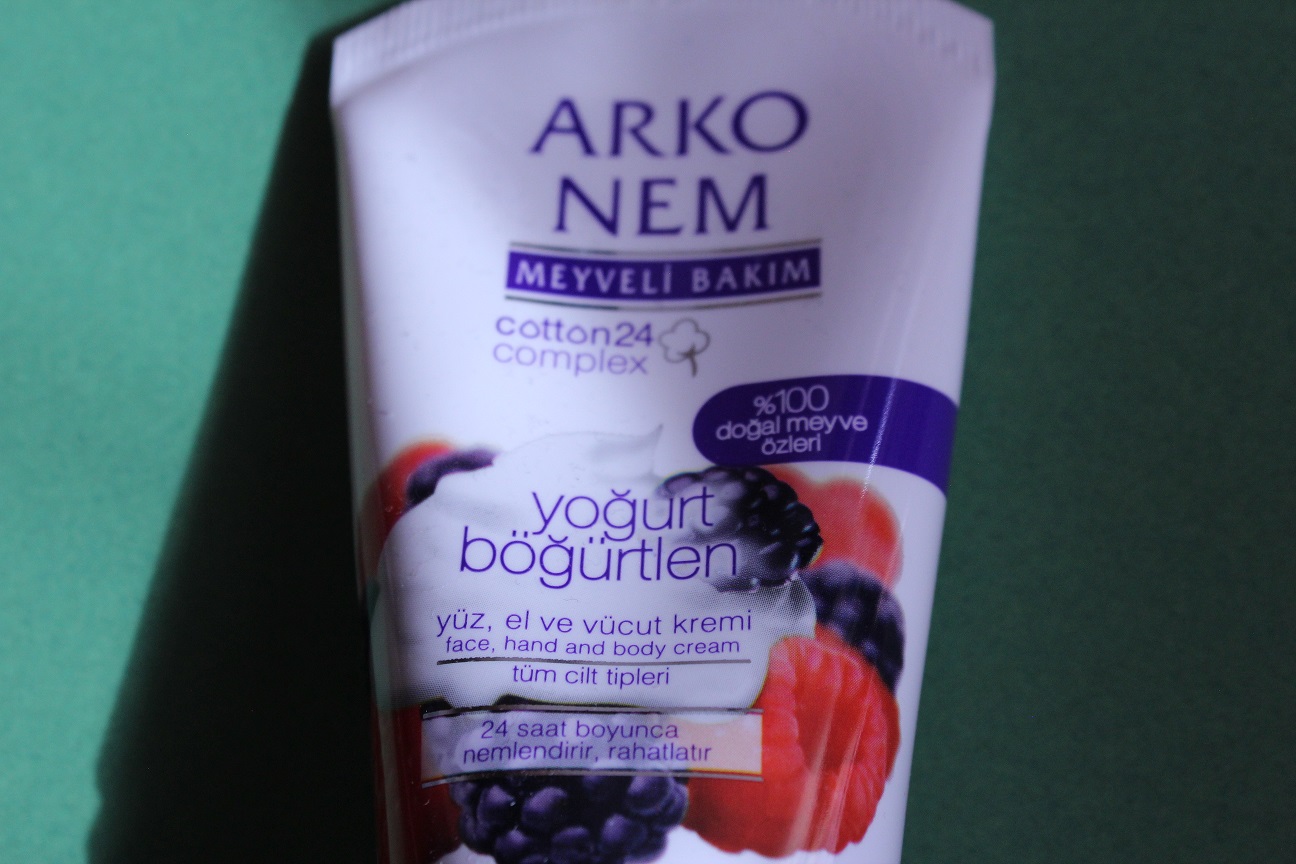 ARKO
NEM
MEYVELİ BAKIM
cotton24
complex
%100
doğal meyve
özleri
yoğurt
böğürtlen
yüz, el ve vücut kremi
face, hand and body cream
tüm cilt tipleri
24 saat boyunca
nemlendirir, rahatlatır